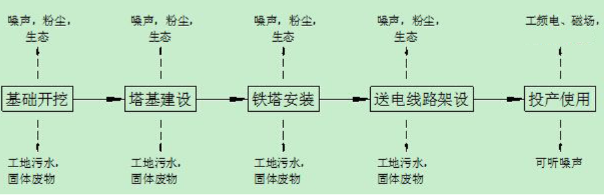 噪声，粉尘，
生态
噪声，粉尘，
生态
噪声，粉尘，
生态
噪声，粉尘，
生态
工频电、磁场，
基础开挖
塔基建设
铁塔安装
送电线路架设
投产使用
工地污水，
固体废物
工地污水，
固体废物
工地污水，
固体废物
工地污水，
固体废物
可听噪声